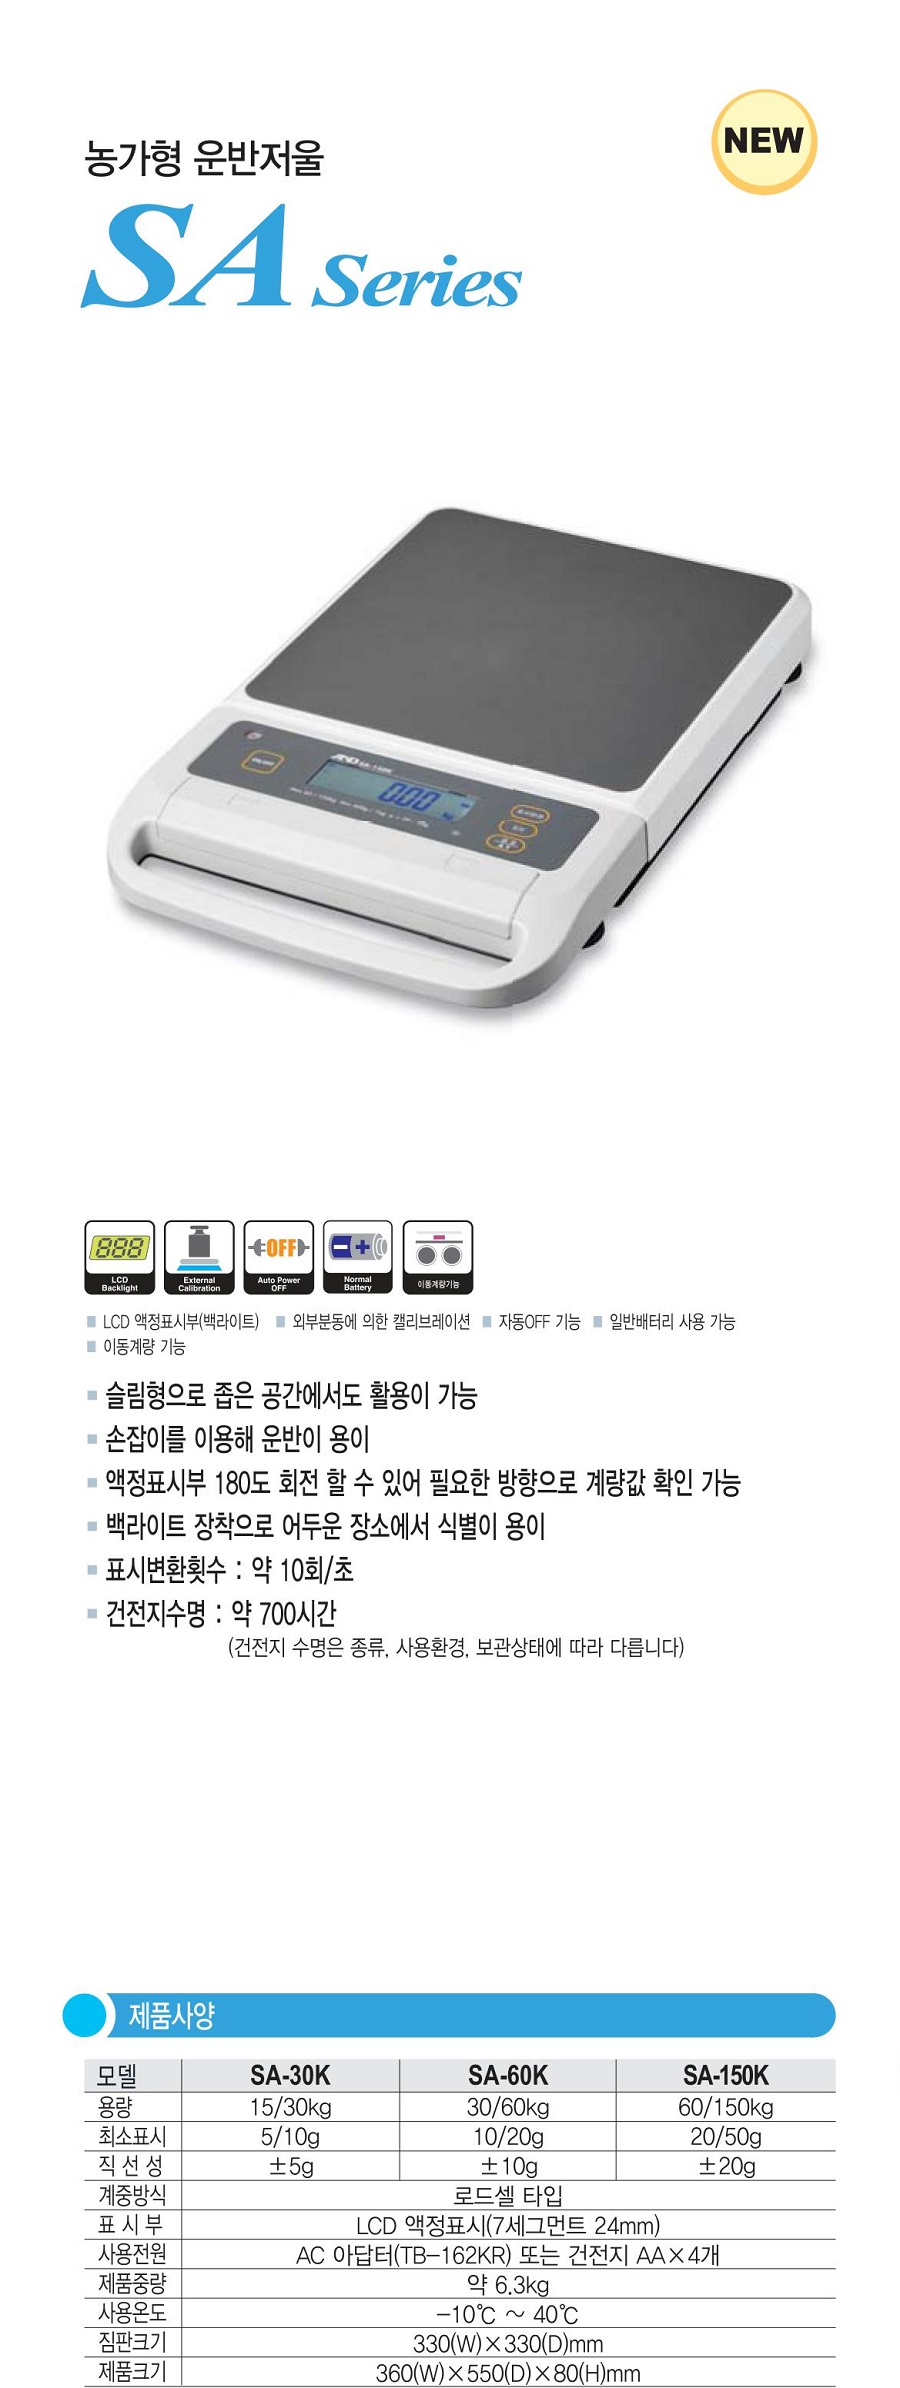 NEW
농가형 운반저울
SA Series
AND SA-150K
000
LCD
Backlight
External
Calibration
OFF
Auto Power
OFF
Normal
Battery
이동계량기능
LCD 액정표시부(백라이트) 외부분동에 의한 캘리브레이션 자동OFF 기능 일반배터리 사용 가능
이동계량 기능
슬림형으로 좁은 공간에서도 활용이 가능
손잡이를 이용해 운반이 용이
액정표시부 180도 회전 할 수 있어 필요한 방향으로 계량값 확인 가능
백라이트 장착으로 어두운 장소에서 식별이 용이
표시변환횟수 : 약 10회/초
건전지수명 : 약 700시간
(건전지 수명은 종류, 사용환경, 보관상태에 따라 다릅니다)
제품사양
모델 SA-30K SA-60K SA-150K
용량 15/30kg 30/60kg 60/150kg
최소표시 5/10g 10/20g 20/50g
직 선 성 ±5g ±10g ±20g
계중방식 로드셀 타입
표 시 부 LCD 액정표시(7세그먼트 24mm)
사용전원 AC 아답터(TB-162KR) 또는 건전지 AA×4개
제품중량 약 6.3kg
사용온도 -10℃ ~ 40℃
짐판크기 330(W)×330(D)mm
제품크기 360(W)×550(D)×80(H)mm